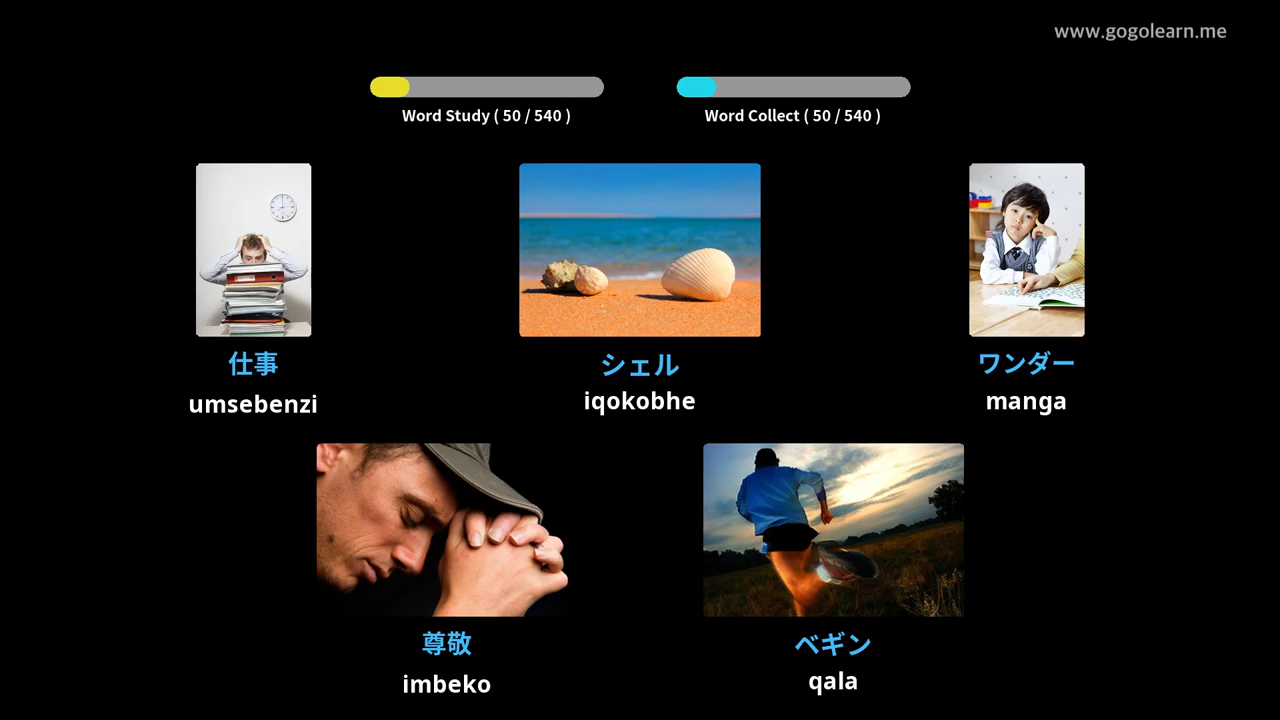 www.gogolearn.me
Word Study ( 50 / 540 )
Word Collect ( 50 / 540 )
仕事
umsebenzi
シェル
iqokobhe
ワンダー
manga
尊敬
imbeko
ベギン
qala